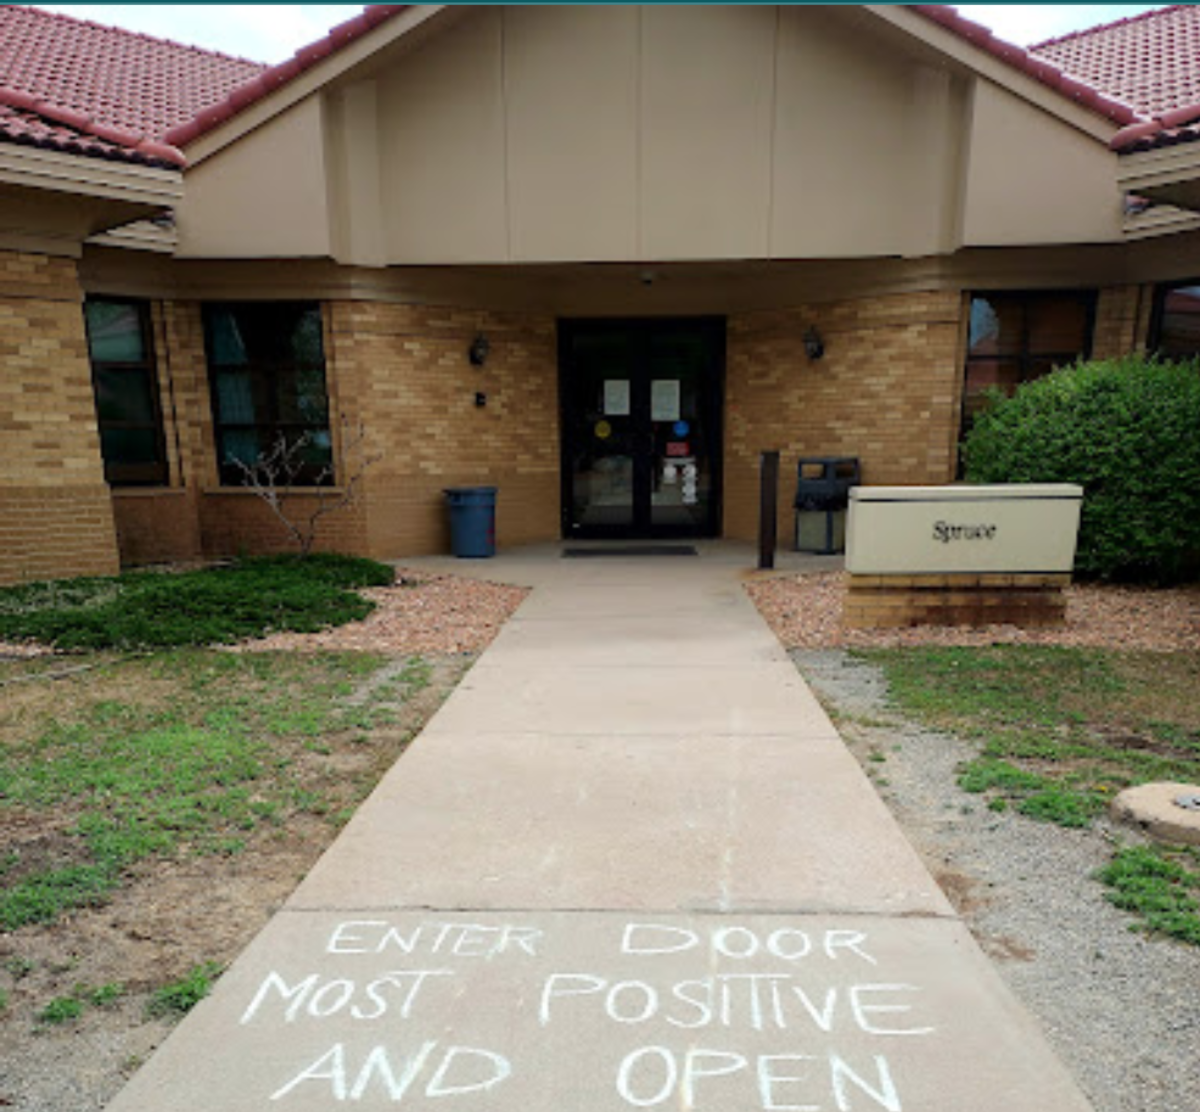 Spruce
ENTER DOOR
MOST POSITIVE
AND OPEN